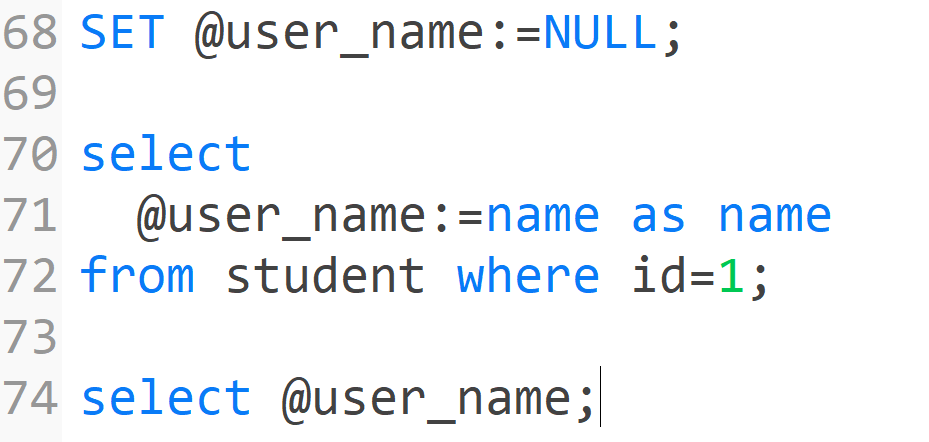 68 SET @user_name:=NULL;
69
70 select
71   @user_name:=name as name
72 from student where id=1;
73
74 select @user_name;